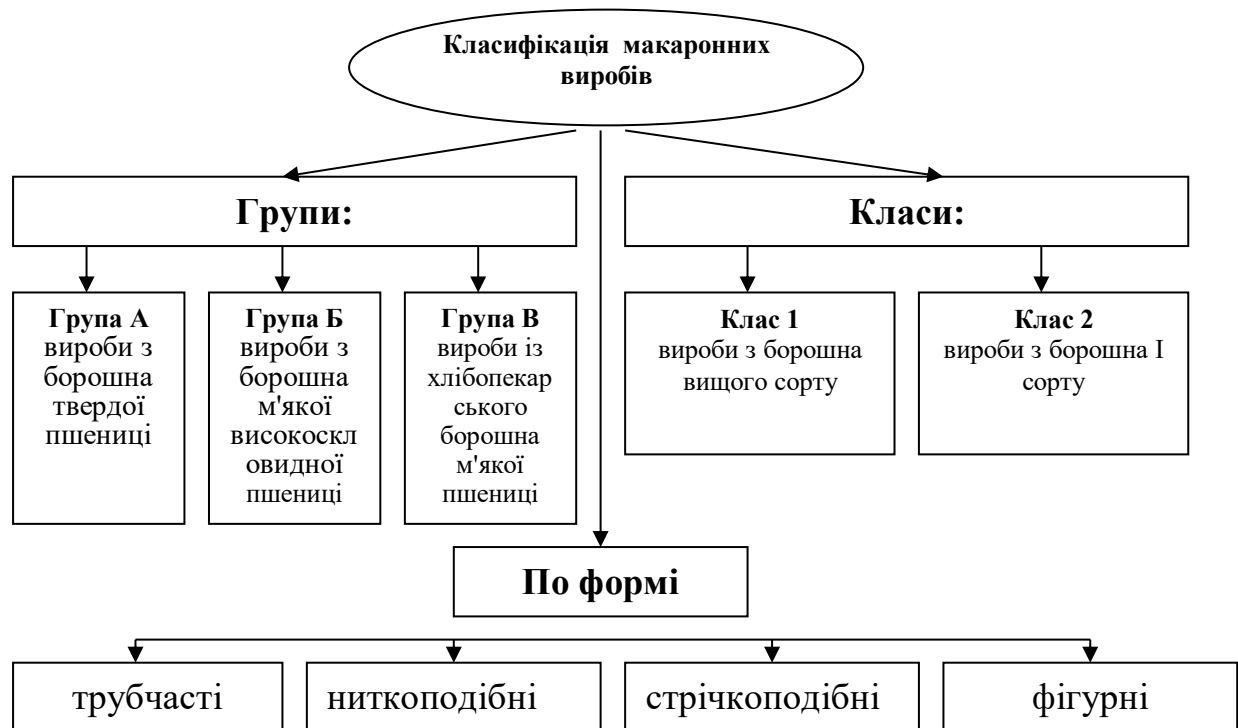 Класифікація макаронних
виробів
Групи:
Класи:
Група А
вироби з
борошна
твердої
пшениці
Група Б
вироби з
борошна
м'якої
високоскл
овидної
пшениці
Група В
вироби із
хлібопекар
ського
борошна
м'якої
пшениці
Клас 1
вироби з борошна
вищого сорту
Клас 2
вироби з борошна І
сорту
По формі
трубчасті
ниткоподібні
стрічкоподібні
фігурні